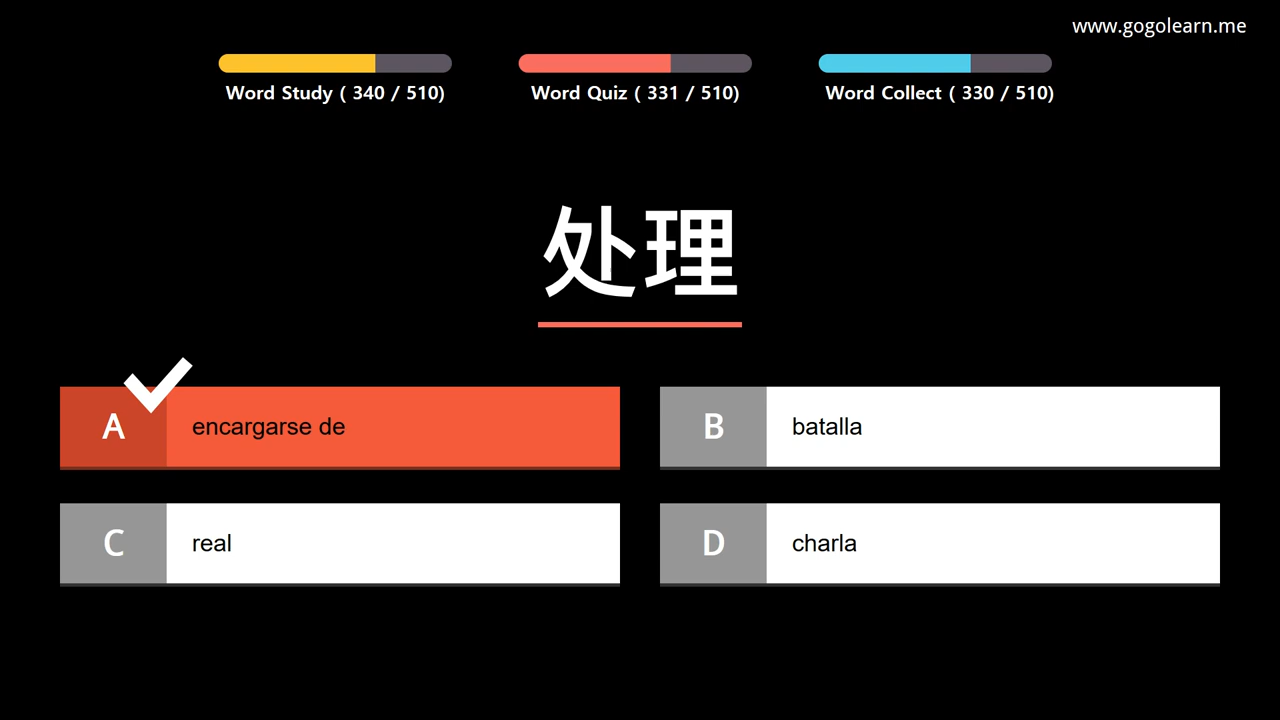 www.gogolearn.me
Word Study ( 340 / 510)
Word Quiz ( 331 / 510)
Word Collect ( 330 / 510)
处理
A encargarse de
B batalla
C real
D charla